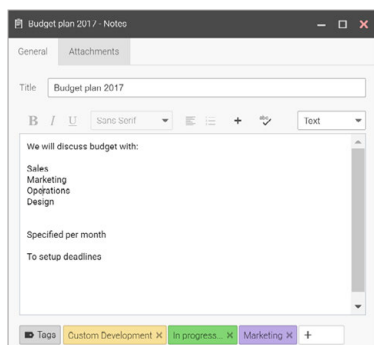 Budget plan 2017 - Notes
General Attachments
Title Budget plan 2017
B I U Sans Serif abc Text
We will discuss budget with:
Sales
Marketing
Operations
Design
Specified per month
To setup deadlines
Tags Custom Development × In progress... × Marketing × +